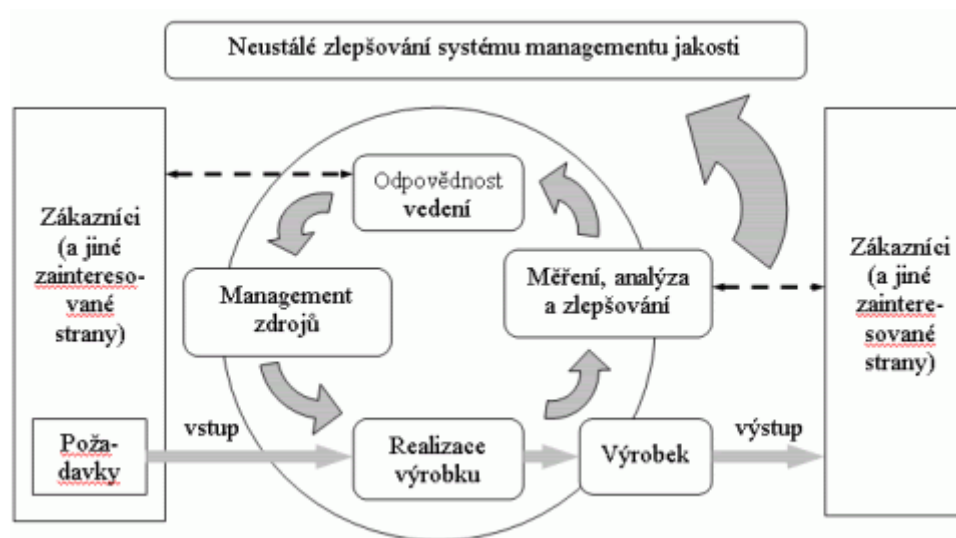 Neustálé zlepšování systému managementu jakosti
Zákazníci
(a jiné
zaintereso-
vané
strany)
Odpovědnost
vedení
Management
zdrojů
Měření, analýza
a zlepšování
Zákazníci
(a jiné
zaintere-
sované
strany)
Poža-
davky
vstup
Realizace
výrobku
Výrobek
výstup